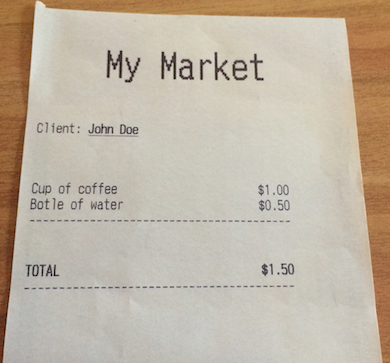 My Market
Client: John Doe
Cup of coffee $1.00
Botle of water $0.50
TOTAL $1.50